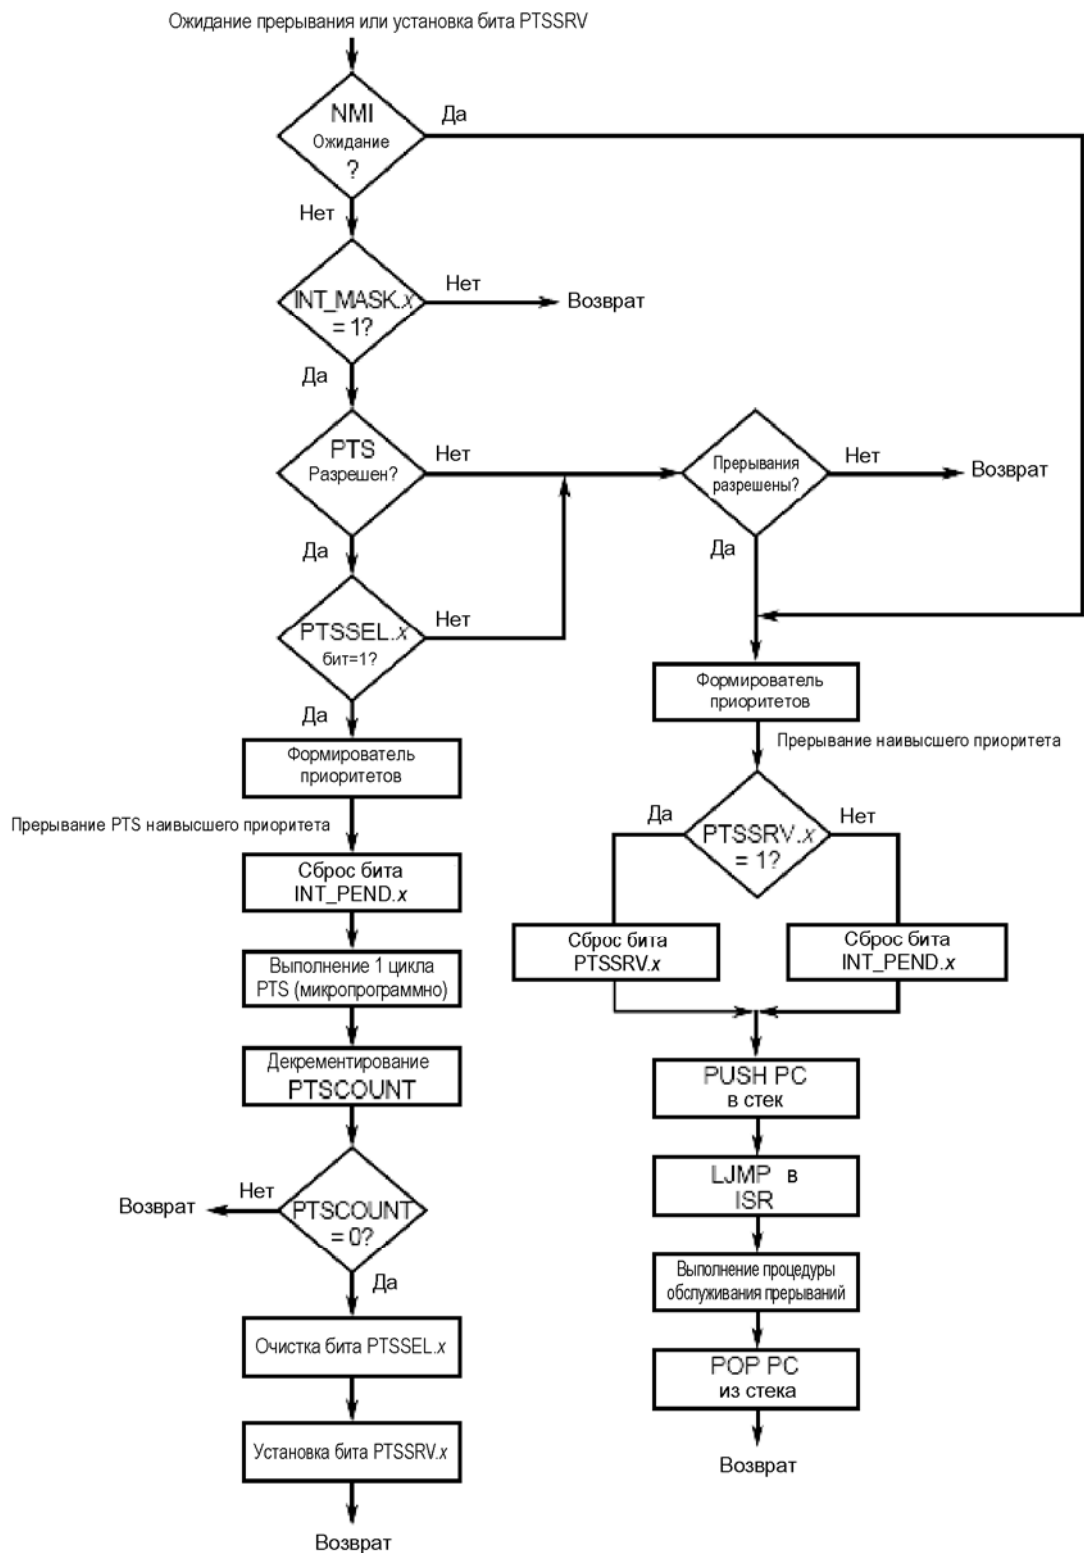 Ожидание прерывания или установка бита PTSSRV
NMI
Ожидание
?
Да
Нет
INT_MASK.x
= 1?
Нет
Возврат
Да
PTS
Разрешен?
Нет
Прерывания
разрешены?
Нет
Возврат
Да
Да
PTSSEL.x
бит=1?
Нет
Да
Формирователь
приоритетов
Прерывание наивысшего приоритета
Формирователь
приоритетов
Прерывание PTS наивысшего приоритета
Да
PTSSRV.x
= 1?
Нет
Сброс бита
INT_PEND.x
Сброс бита
PTSSRV.x
Сброс бита
INT_PEND.x
Выполнение 1 цикла
PTS (микропрограммно)
Декрементирование
PTSCOUNT
PUSH PC
в стек
LJMP в
ISR
Возврат
Нет
PTSCOUNT
= 0?
Да
Выполнение процедуры
обслуживания прерываний
Очистка бита PTSSEL.x
POP PC
из стека
Установка бита PTSSRV.x
Возврат
Возврат